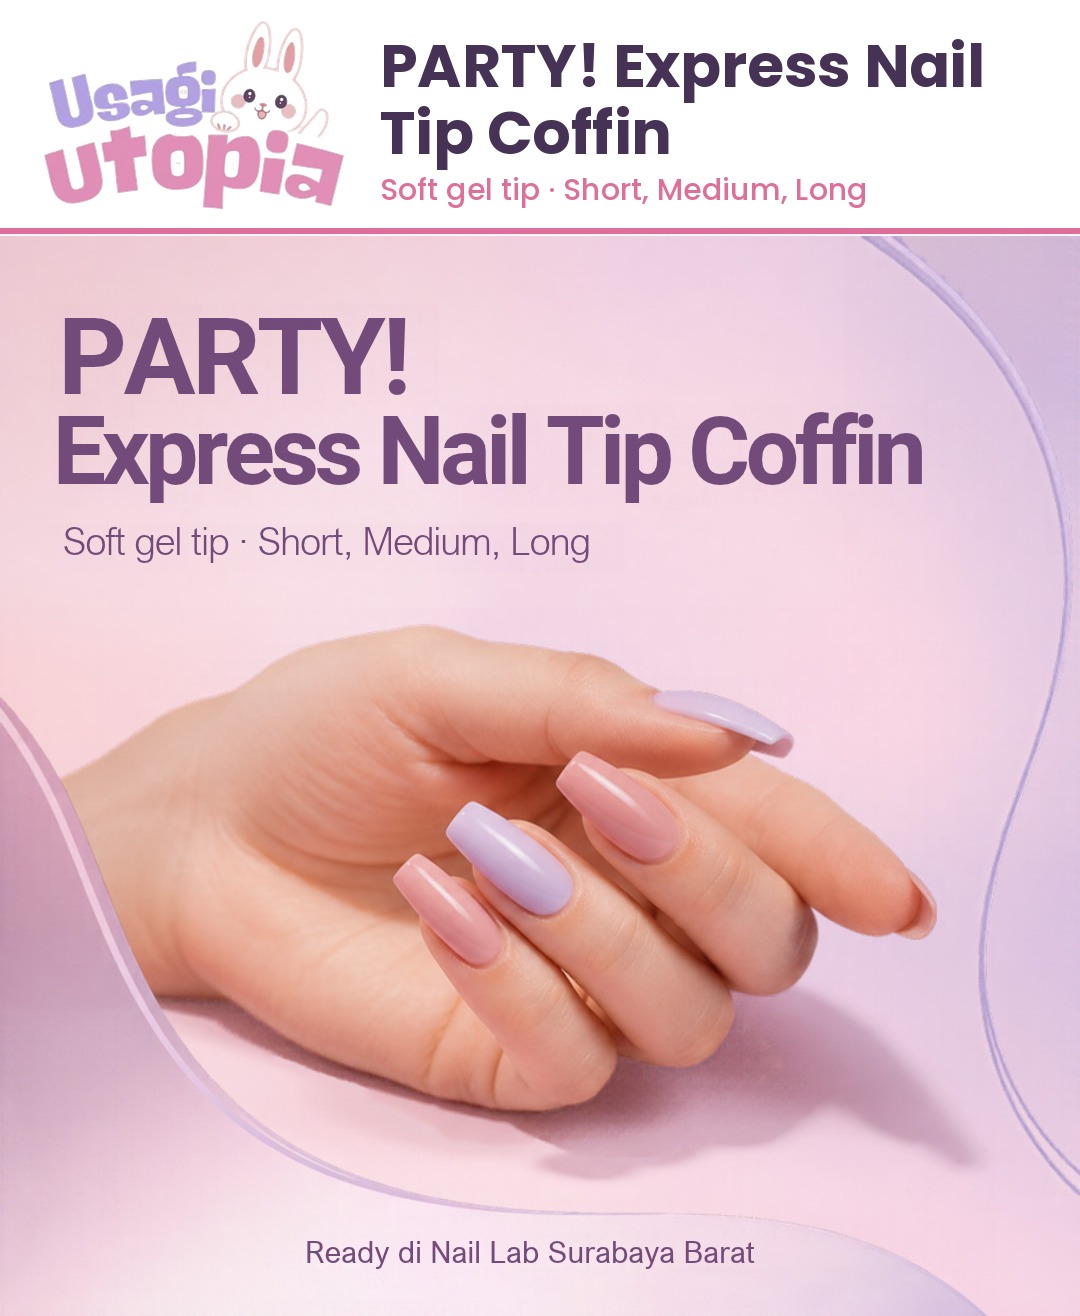 Usagi
Utopia
PARTY! Express Nail
Tip Coffin
Soft gel tip · Short, Medium, Long
PARTY!
Express Nail Tip Coffin
Soft gel tip · Short, Medium, Long
Ready di Nail Lab Surabaya Barat